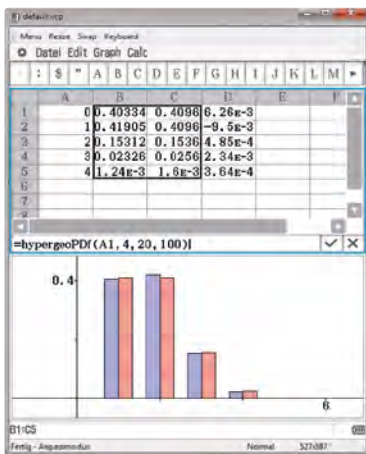 default.vcp
Menu Resize Swap Keyboard
Datei Edit Graph Calc
: $ " A B C D E F G H I J K L M
A B C D E F
1 0 0.40334 0.4096 6.26E-3
2 1 0.41905 0.4096 -9.5E-3
3 2 0.15312 0.1536 4.85E-4
4 3 0.02326 0.0256 2.34E-3
5 4 1.24E-3 1.6E-3 3.64E-4
6
7
8
=hypergeoPDf(A1,4,20,100)
0.4
6
B1:C5
Fertig - Anpassmodus Normal